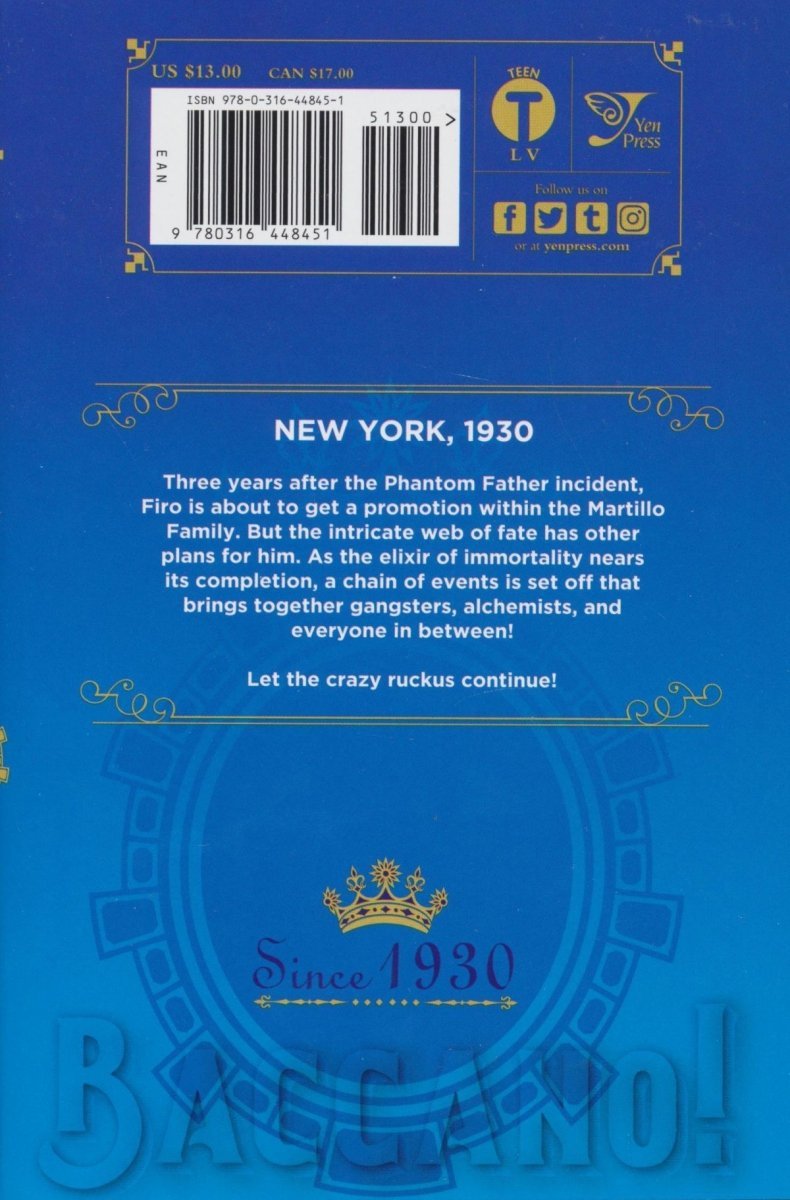 US $13.00 CAN $17.00
ISBN 978-0-316-44845-1
51300 >
EAN
9 780316 448451
TEEN
T
L V
Yen
Press
Follow us on
or at yenpress.com
NEW YORK, 1930
Three years after the Phantom Father incident,
Firo is about to get a promotion within the Martillo
Family. But the intricate web of fate has other
plans for him. As the elixir of immortality nears
its completion, a chain of events is set off that
brings together gangsters, alchemists, and
everyone in between!
Let the crazy ruckus continue!
Since 1930
BACCANO!